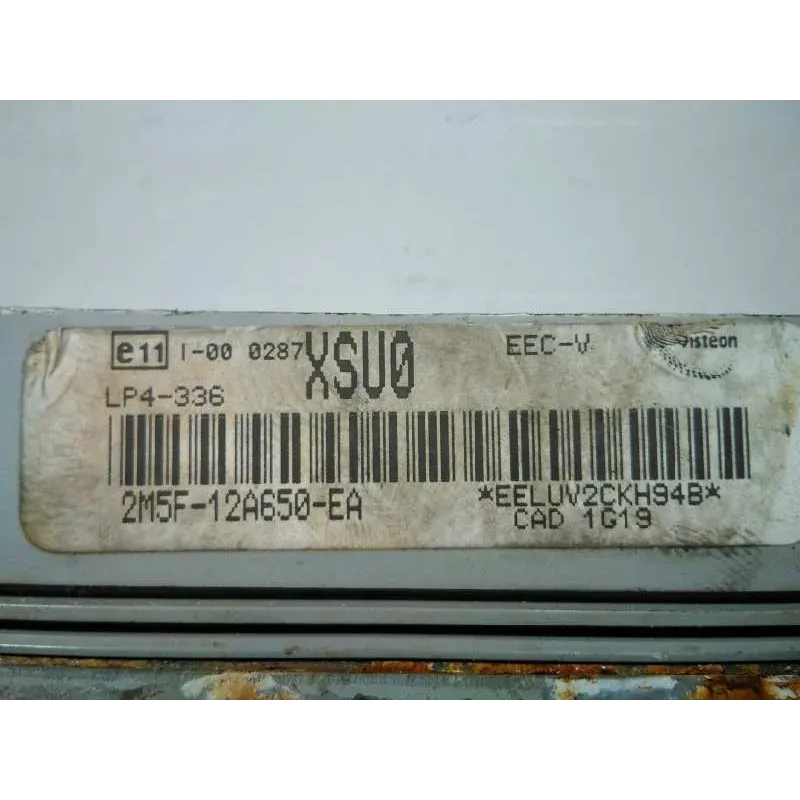 e11 I-00 0287 XSU0 EEC-V Visteon
LP4-336
2M5F-12A650-EA *EELUV2CKH94B*
CAD 1G19